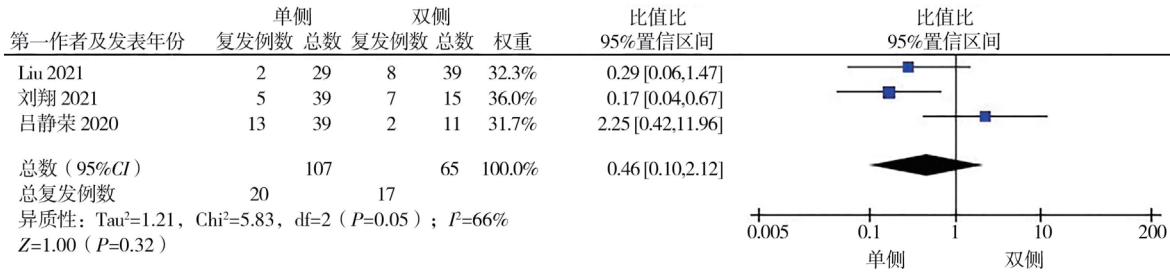 单侧 双侧 比值比 比值比
第一作者及发表年份 复发例数 总数 复发例数 总数 权重 95%置信区间 95%置信区间
Liu 2021 2 29 8 39 32.3% 0.29 [0.06,1.47]
刘翔 2021 5 39 7 15 36.0% 0.17 [0.04,0.67]
吕静荣 2020 13 39 2 11 31.7% 2.25 [0.42,11.96]
总数（95%CI） 107 65 100.0% 0.46 [0.10,2.12]
总复发例数 20 17
异质性：Tau²=1.21，Chi²=5.83，df=2（P=0.05）；I²=66%
Z=1.00（P=0.32）
0.005 0.1 1 10 200
单侧 双侧